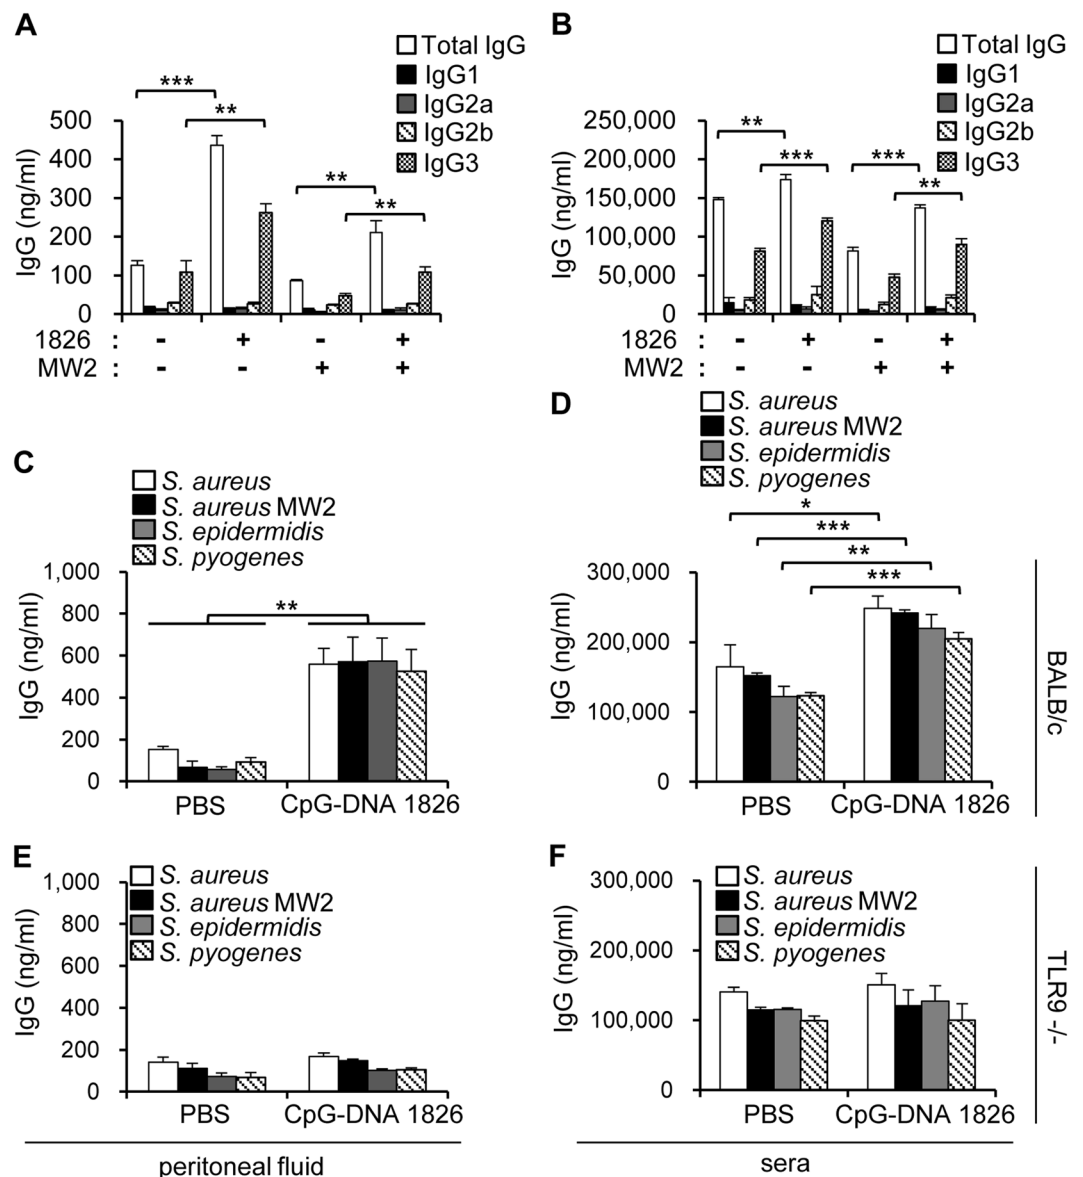 A
Total IgG
IgG1
IgG2a
IgG2b
IgG3
***
**
**
**
500
400
300
200
100
0
IgG (ng/ml)
1826 : - + - +
MW2 : - - + +
B
Total IgG
IgG1
IgG2a
IgG2b
IgG3
**
***
***
**
250,000
200,000
150,000
100,000
50,000
0
IgG (ng/ml)
1826 : - + - +
MW2 : - - + +
C
S. aureus
S. aureus MW2
S. epidermidis
S. pyogenes
**
1,000
800
600
400
200
0
IgG (ng/ml)
PBS CpG-DNA 1826
D
S. aureus
S. aureus MW2
S. epidermidis
S. pyogenes
*
***
**
***
300,000
200,000
100,000
0
IgG (ng/ml)
PBS CpG-DNA 1826
BALB/c
E
S. aureus
S. aureus MW2
S. epidermidis
S. pyogenes
1,000
800
600
400
200
0
IgG (ng/ml)
PBS CpG-DNA 1826
peritoneal fluid
F
S. aureus
S. aureus MW2
S. epidermidis
S. pyogenes
300,000
200,000
100,000
0
IgG (ng/ml)
PBS CpG-DNA 1826
sera
TLR9 -/-